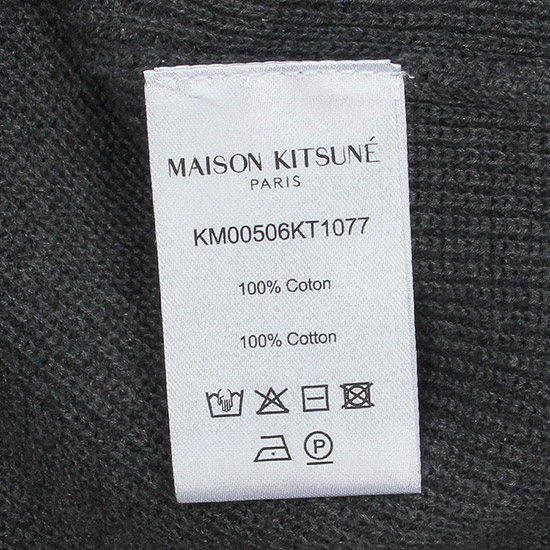 MAISON KITSUNÉ
PARIS
KM00506KT1077
100% Coton
100% Cotton
P